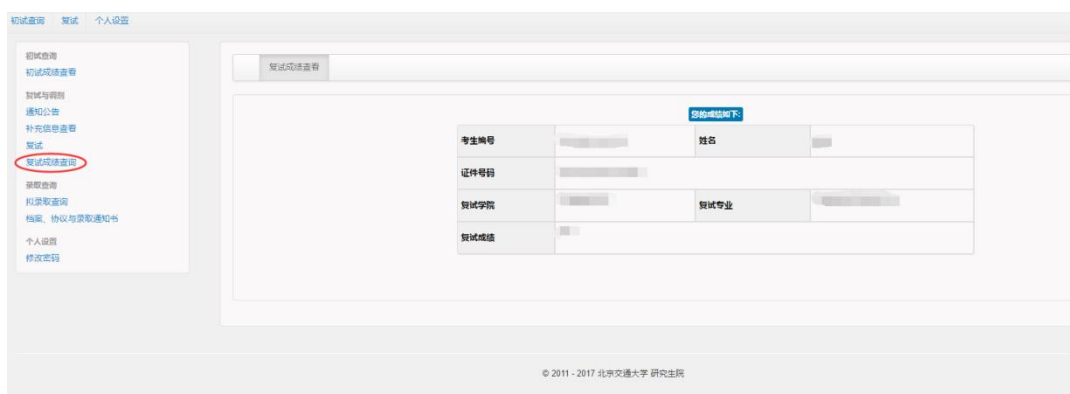 初试查询 复试 个人设置
初试查询
初试成绩查看
复试与调剂
通知公告
补充信息查看
复试
复试成绩查询
录取查询
拟录取查询
档案、协议与录取通知书
个人设置
修改密码
复试成绩查看
您的成绩如下:
考生编号 姓名
证件号码
复试学院 复试专业
复试成绩
© 2011 - 2017 北京交通大学 研究生院